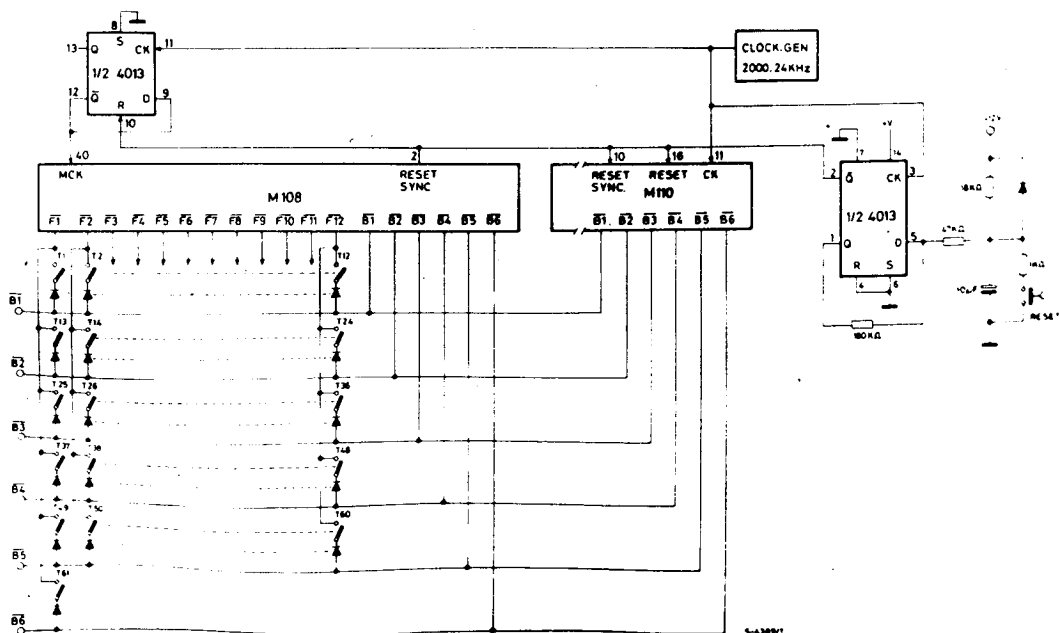 8
13 Q S CK 11
1/2 4013
12 Q̅ R D 9
10
CLOCK.GEN
2000.24KHz
40
2
10 16 11
MCK
RESET
SYNC
M108
F̅1̅ F̅2̅ F̅3̅ F̅4̅ F̅5̅ F̅6̅ F̅7̅ F̅8̅ F̅9̅ F̅10̅ F̅11̅ F̅12̅ B̅1̅ B̅2̅ B̅3̅ B̅4̅ B̅5̅ B̅6̅
RESET
SYNC.
RESET
CK
M110
B̅1̅ B̅2̅ B̅3̅ B̅4̅ B̅5̅ B̅6̅
+V
7 14
2 Q̅ CK 3
1/2 4013
1 Q D 5
R S
4 6
180KΩ
47KΩ
18KΩ
1KΩ
10μF
RESET
T1 T2 T12
B̅1̅
T13 T14 T24
B̅2̅
T25 T26 T36
B̅3̅
T37 T38 T48
B̅4̅
T50 T60
B̅5̅
T61
B̅6̅